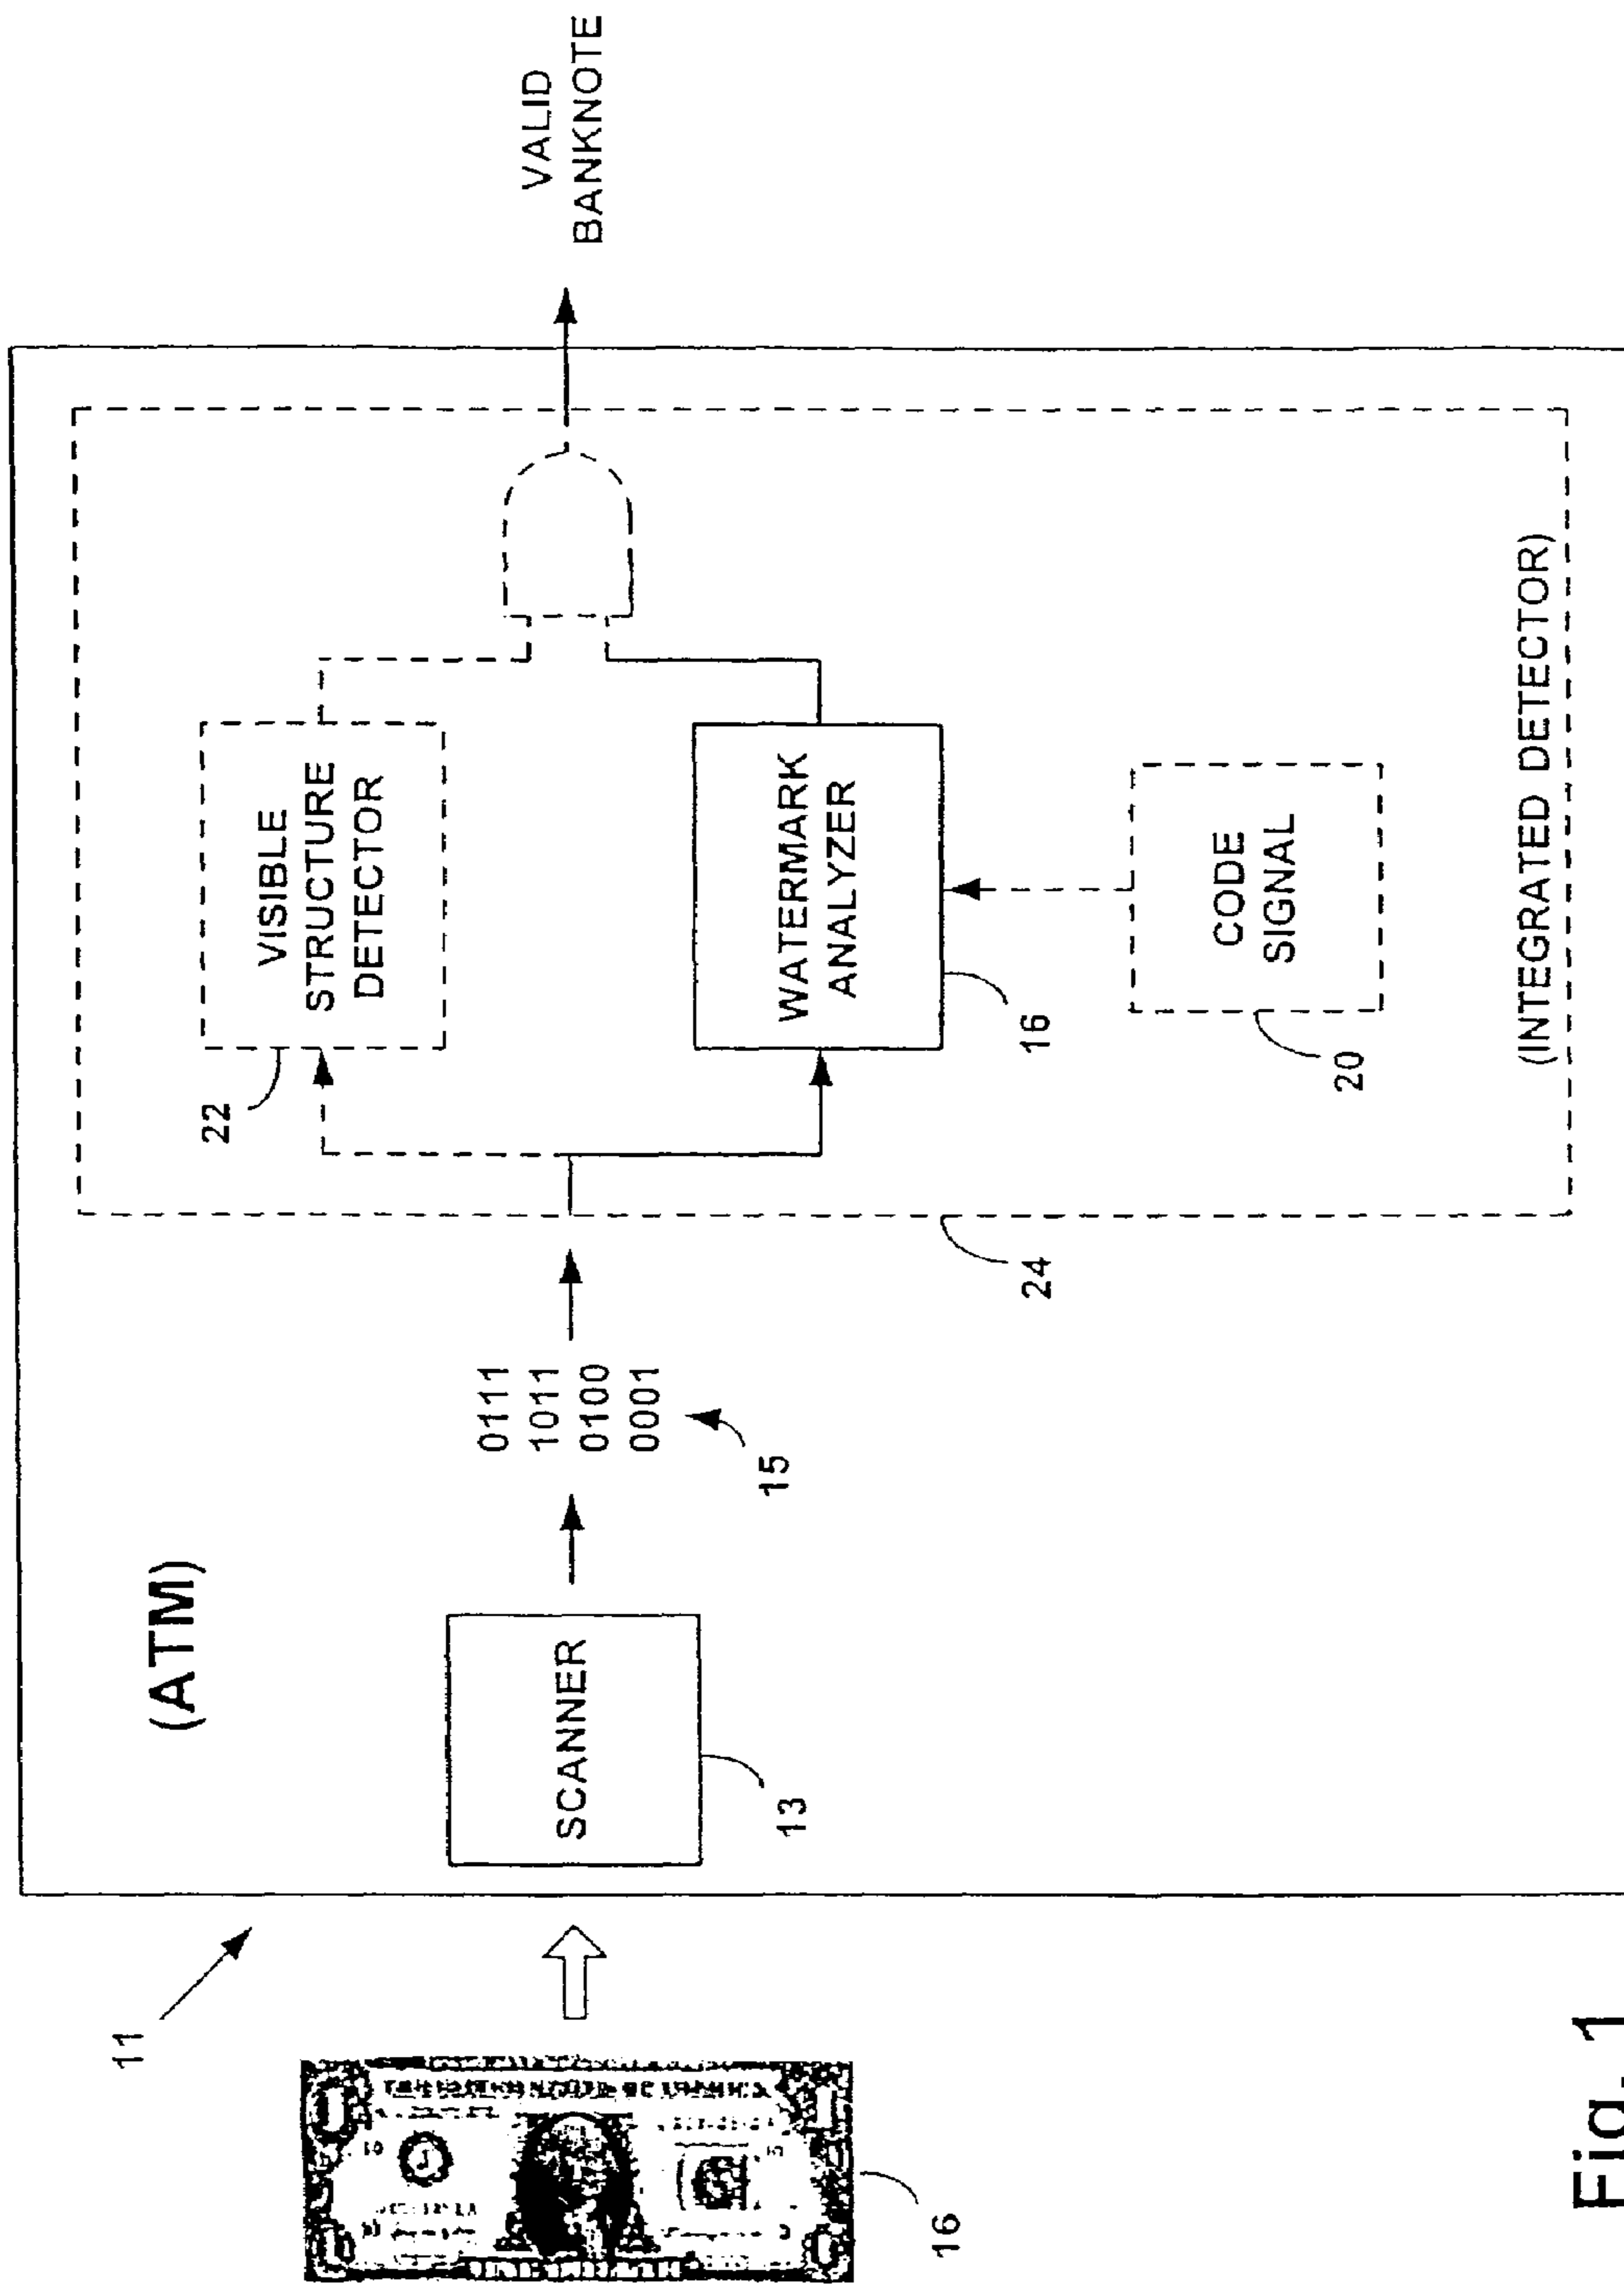 11
(ATM)
16
SCANNER
13
0111
1011
0100
0001
15
24
22
VISIBLE
STRUCTURE
DETECTOR
WATERMARK
ANALYZER
16
CODE
SIGNAL
20
(INTEGRATED DETECTOR)
VALID
BANKNOTE
Fig. 1